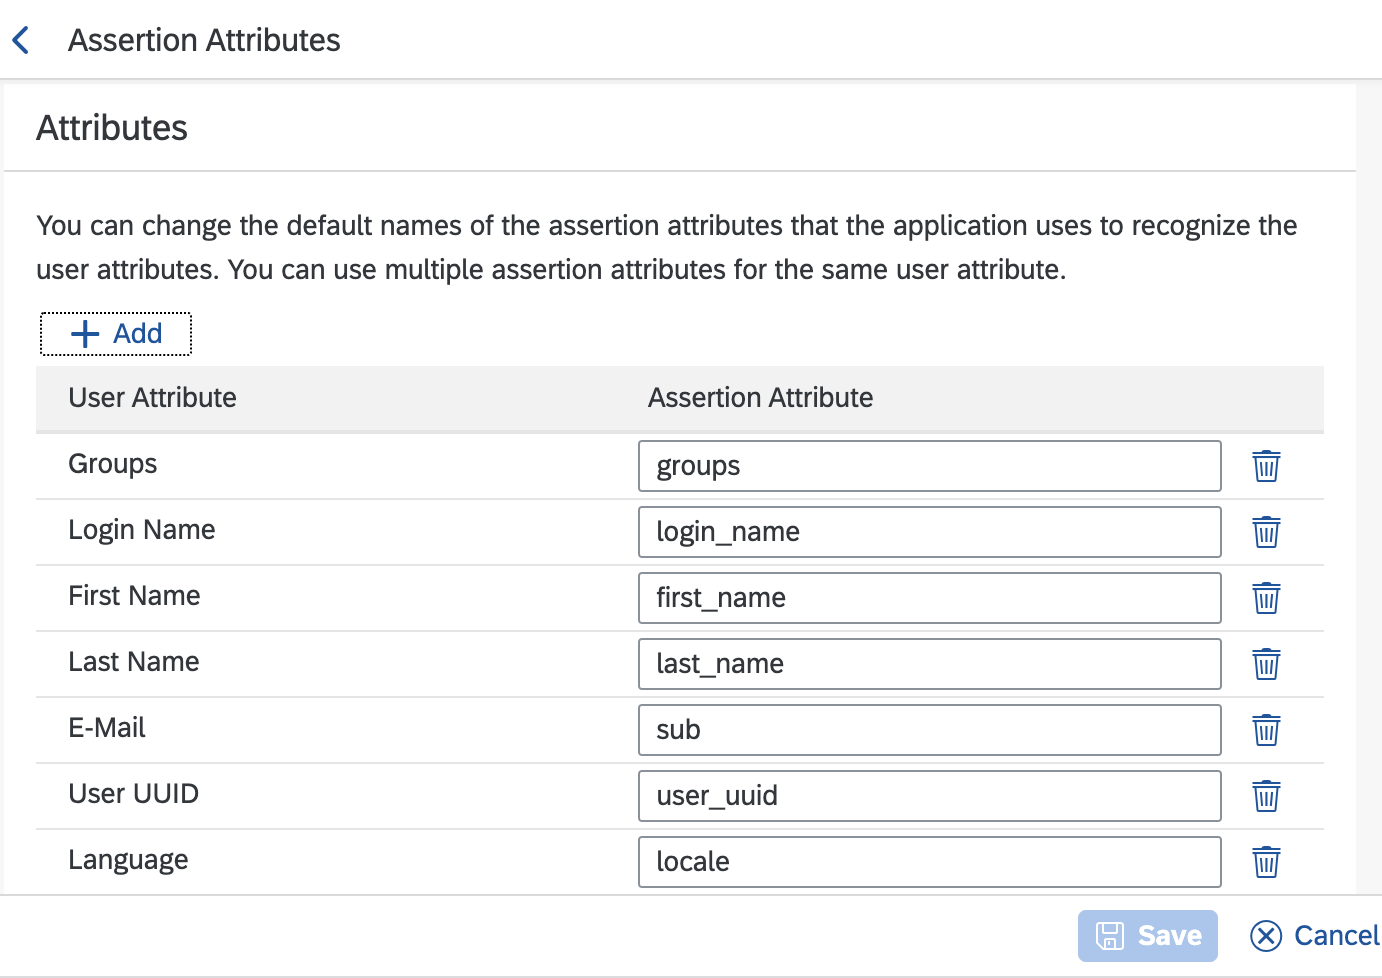 Assertion Attributes
Attributes
You can change the default names of the assertion attributes that the application uses to recognize the
user attributes. You can use multiple assertion attributes for the same user attribute.
Add
User Attribute Assertion Attribute
Groups groups
Login Name login_name
First Name first_name
Last Name last_name
E-Mail sub
User UUID user_uuid
Language locale
Save Cancel